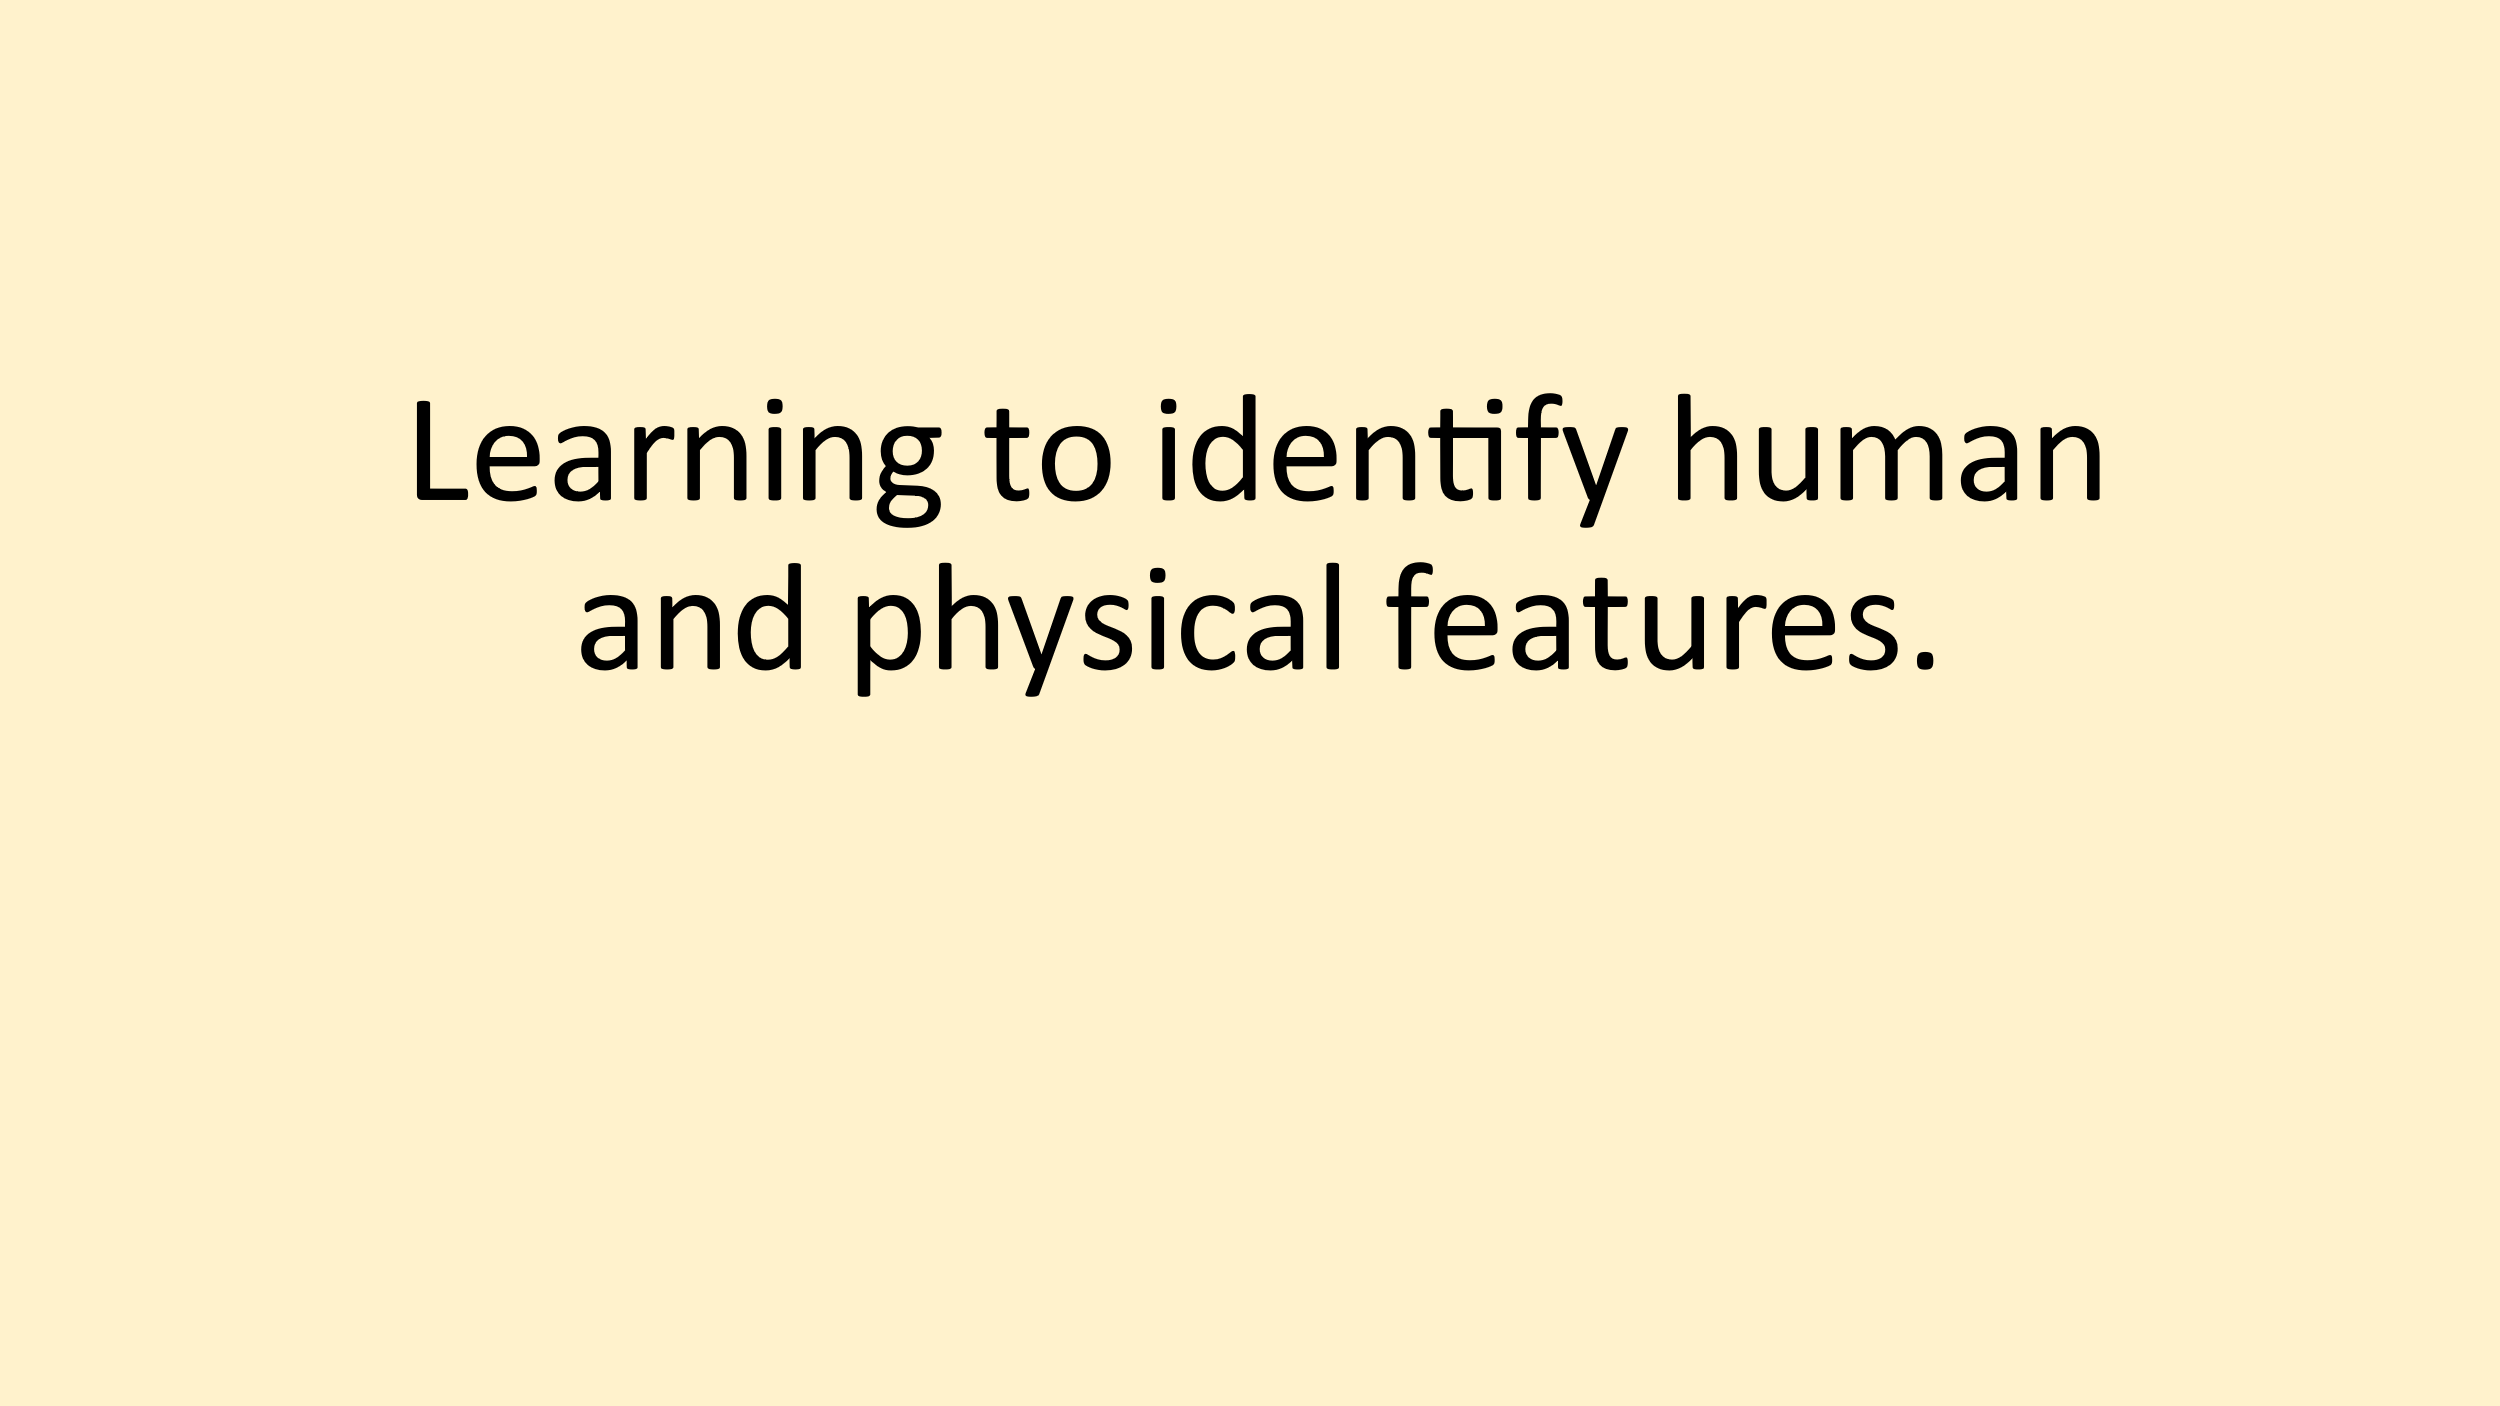 Learning to identify human
and physical features.